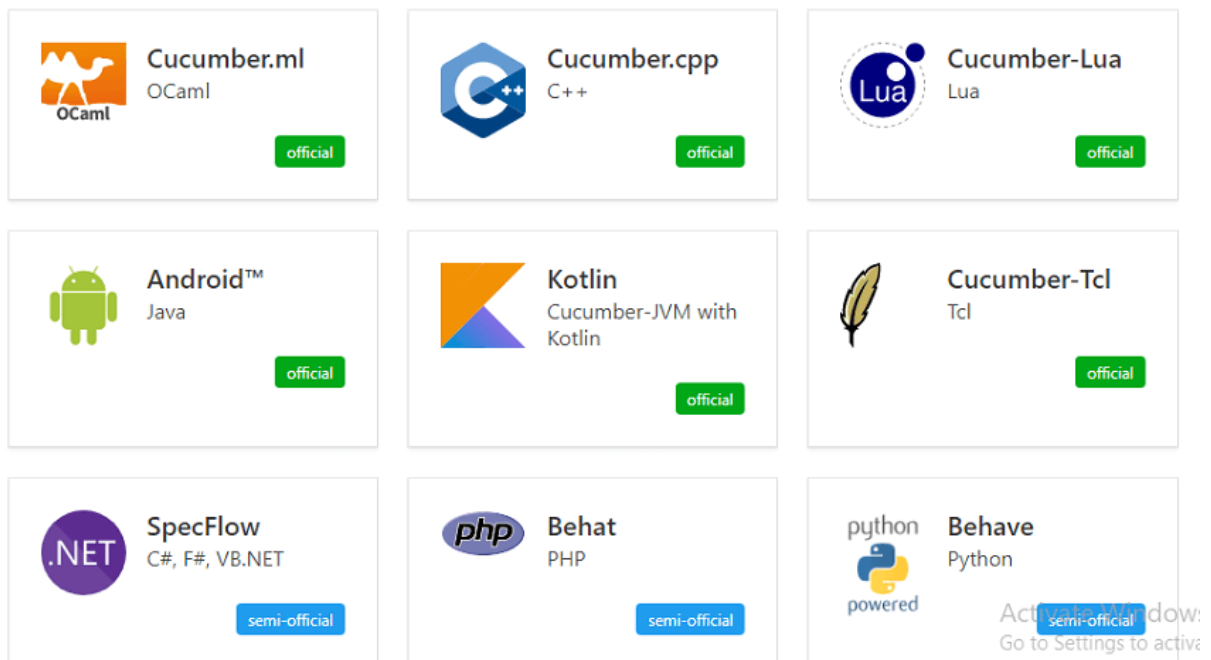 Cucumber.ml
OCaml
OCaml
official
Cucumber.cpp
C++
++
official
Cucumber-Lua
Lua
Lua
official
Android™
Java
official
Kotlin
Cucumber-JVM with
Kotlin
official
Cucumber-Tcl
Tcl
official
SpecFlow
.NET
C#, F#, VB.NET
semi-official
Behat
php
PHP
semi-official
python
Behave
Python
powered
semi-official
Activate Windows
Go to Settings to activa